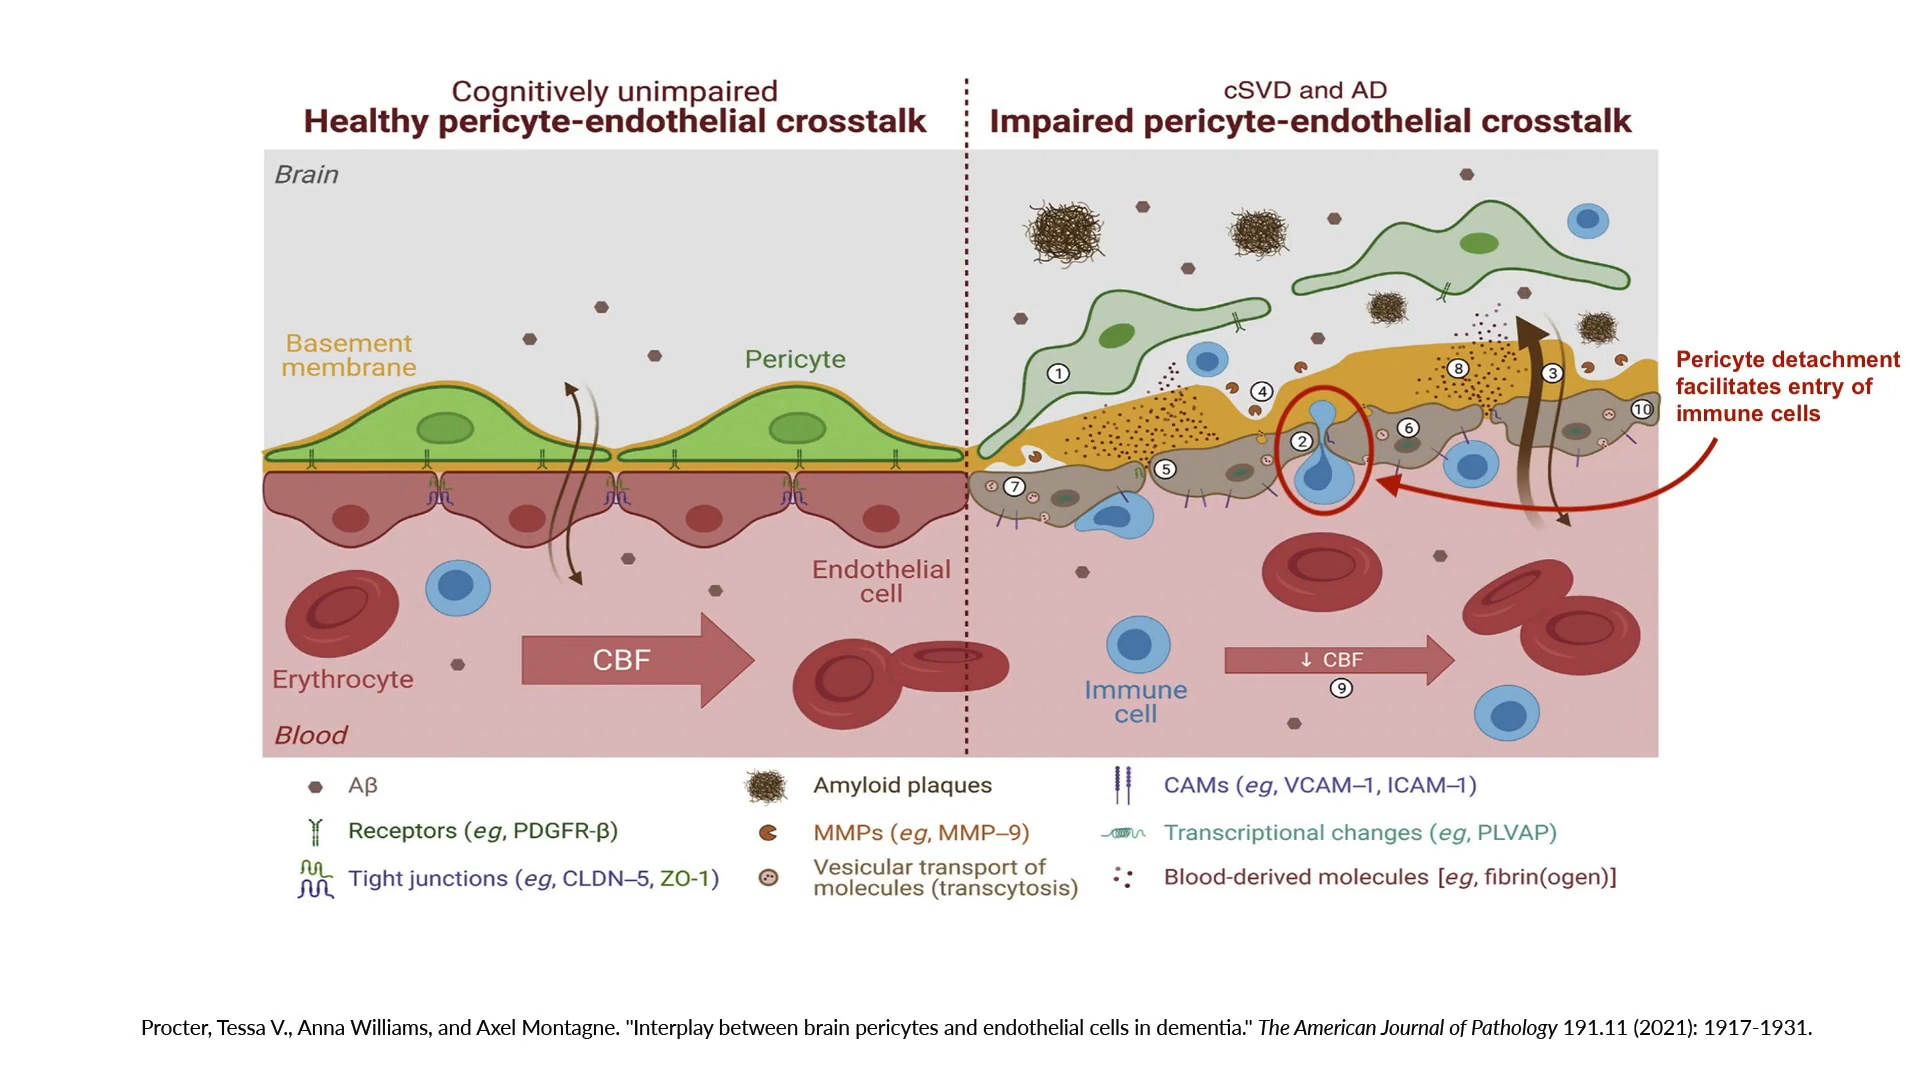 Cognitively unimpaired
Healthy pericyte-endothelial crosstalk
cSVD and AD
Impaired pericyte-endothelial crosstalk
Brain
Basement
membrane
Pericyte
Endothelial
cell
Erythrocyte
CBF
Blood
1
2
3
4
5
6
7
8
10
Immune
cell
↓ CBF
9
Pericyte detachment
facilitates entry of
immune cells
Aβ
Receptors (eg, PDGFR-β)
Tight junctions (eg, CLDN–5, ZO-1)
Amyloid plaques
MMPs (eg, MMP–9)
Vesicular transport of
molecules (transcytosis)
CAMs (eg, VCAM–1, ICAM–1)
Transcriptional changes (eg, PLVAP)
Blood-derived molecules [eg, fibrin(ogen)]
Procter, Tessa V., Anna Williams, and Axel Montagne. "Interplay between brain pericytes and endothelial cells in dementia." The American Journal of Pathology 191.11 (2021): 1917-1931.